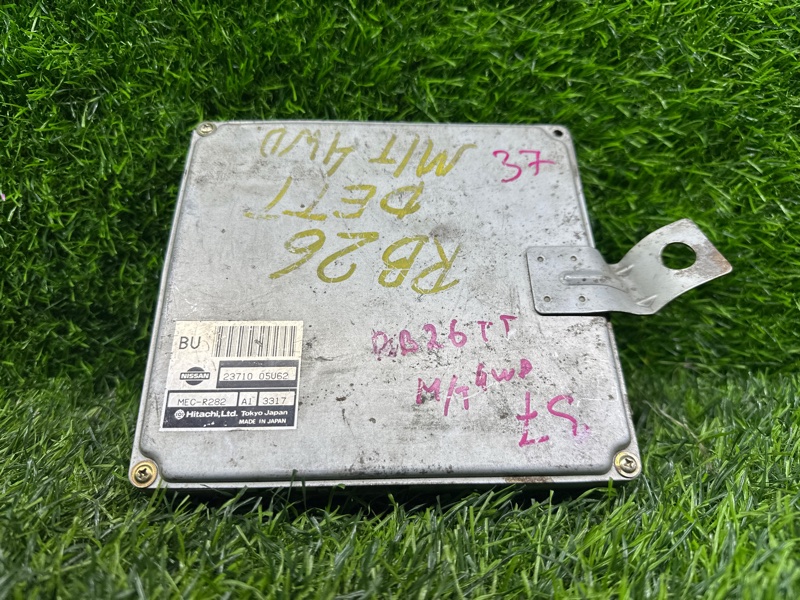 RB26
DETT
M/T 4WD
37
BU
NISSAN
23710 05U62
MEC-R282 A1 3317
Hitachi,Ltd. Tokyo Japan
MADE IN JAPAN
RB26TT
M/T 4WD
57